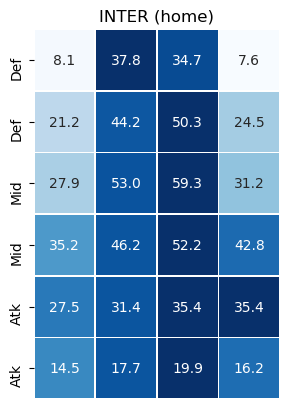 INTER (home)
Def 8.1 37.8 34.7 7.6
Def 21.2 44.2 50.3 24.5
Mid 27.9 53.0 59.3 31.2
Mid 35.2 46.2 52.2 42.8
Atk 27.5 31.4 35.4 35.4
Atk 14.5 17.7 19.9 16.2